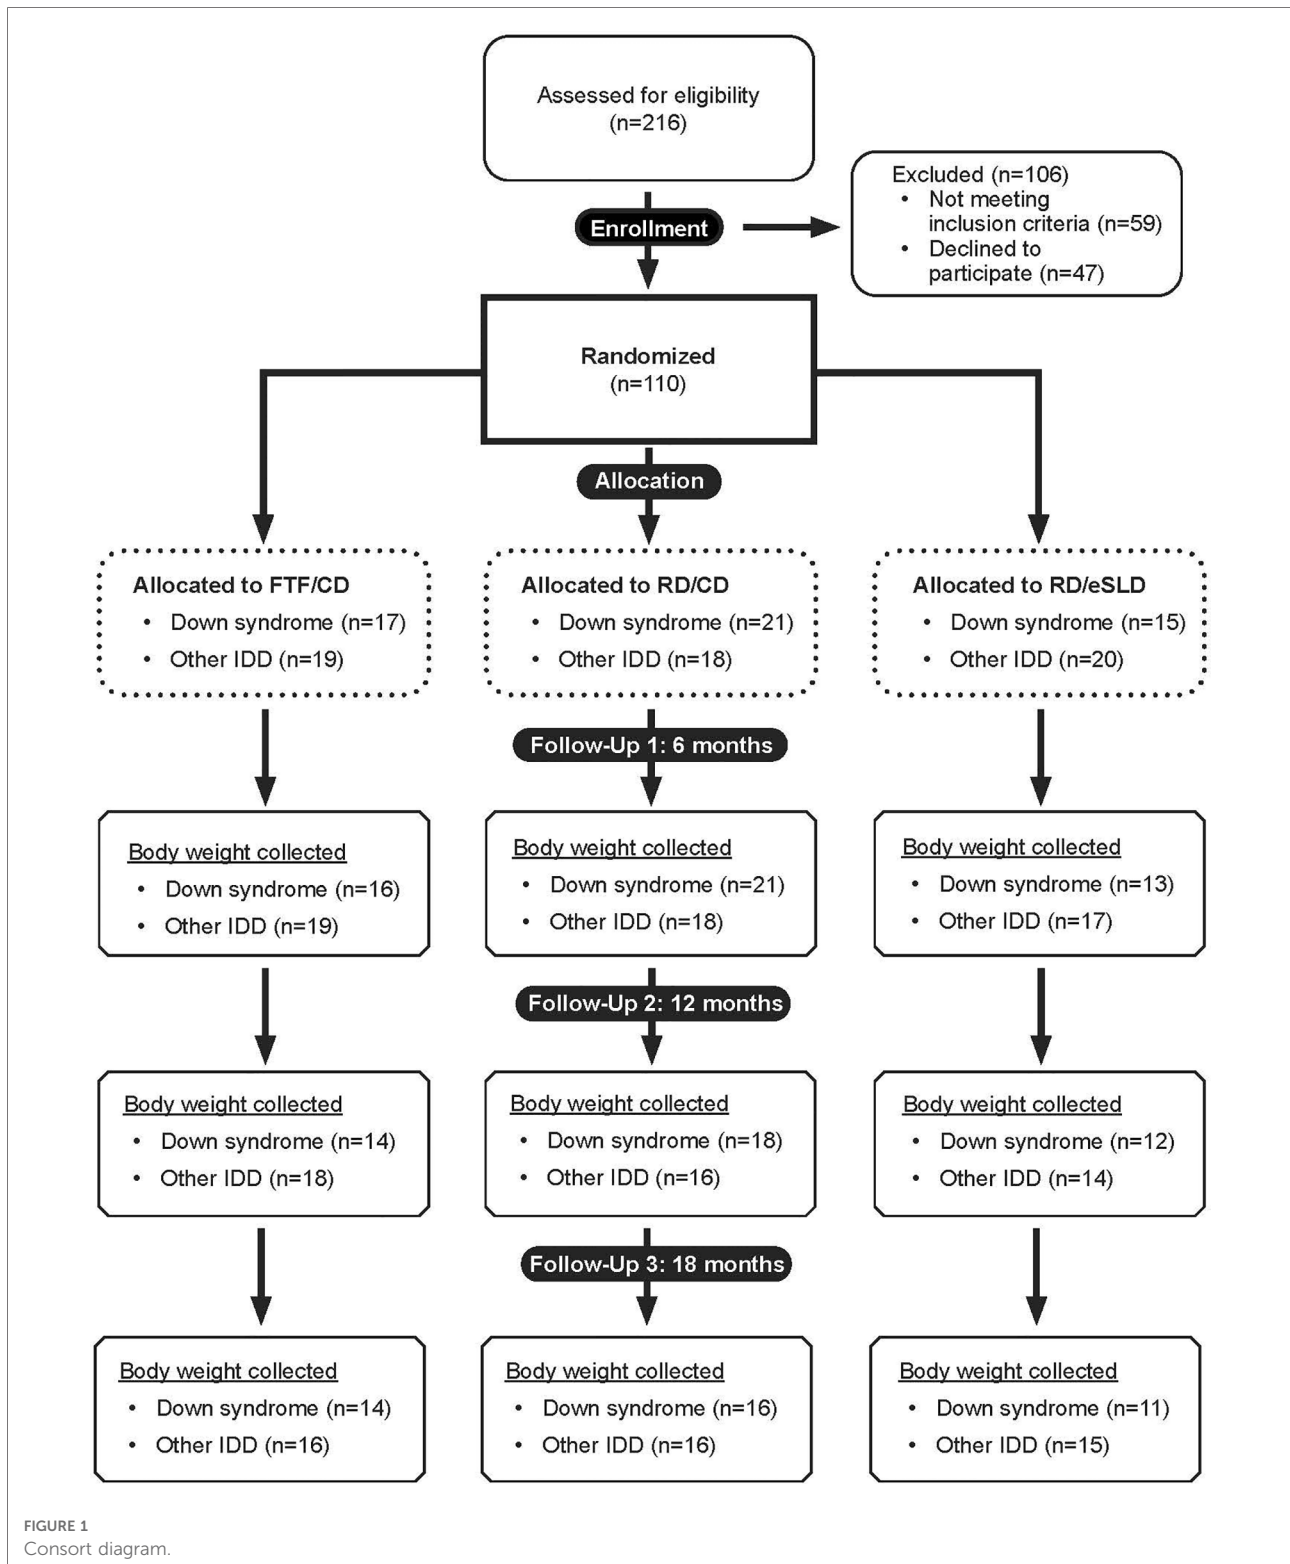 Assessed for eligibility
(n=216)
Excluded (n=106)
• Not meeting
inclusion criteria (n=59)
• Declined to
participate (n=47)
Enrollment
Randomized
(n=110)
Allocation
Allocated to FTF/CD
• Down syndrome (n=17)
• Other IDD (n=19)
Allocated to RD/CD
• Down syndrome (n=21)
• Other IDD (n=18)
Allocated to RD/eSLD
• Down syndrome (n=15)
• Other IDD (n=20)
Follow-Up 1: 6 months
Body weight collected
• Down syndrome (n=16)
• Other IDD (n=19)
Body weight collected
• Down syndrome (n=21)
• Other IDD (n=18)
Body weight collected
• Down syndrome (n=13)
• Other IDD (n=17)
Follow-Up 2: 12 months
Body weight collected
• Down syndrome (n=14)
• Other IDD (n=18)
Body weight collected
• Down syndrome (n=18)
• Other IDD (n=16)
Body weight collected
• Down syndrome (n=12)
• Other IDD (n=14)
Follow-Up 3: 18 months
Body weight collected
• Down syndrome (n=14)
• Other IDD (n=16)
Body weight collected
• Down syndrome (n=16)
• Other IDD (n=16)
Body weight collected
• Down syndrome (n=11)
• Other IDD (n=15)
FIGURE 1
Consort diagram.